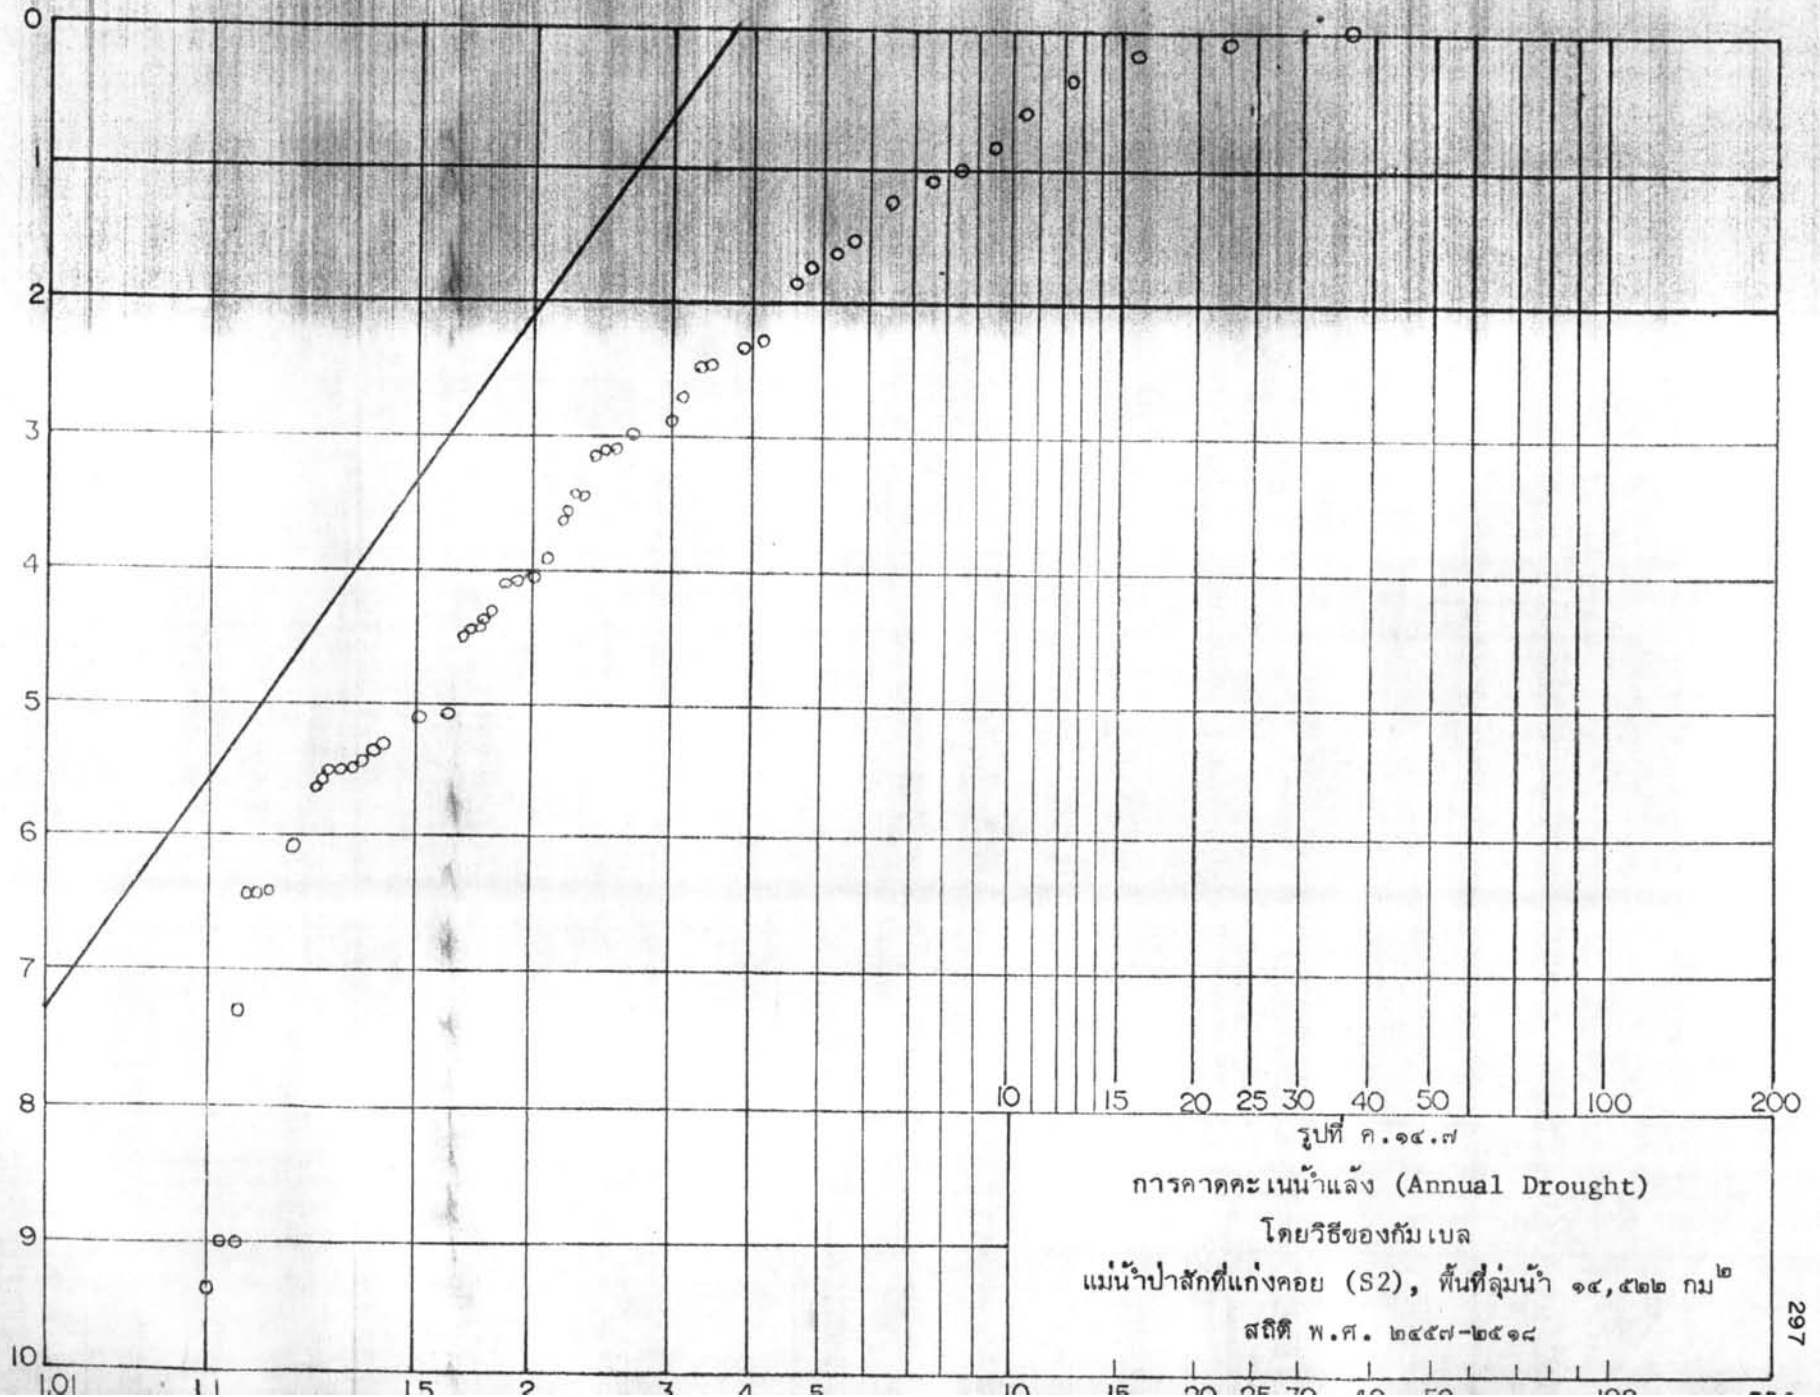 0
1
2
3
4
5
6
7
8
9
10
10 15 20 25 30 40 50 100 200
รูปที่ ค.๑๔.๗
การคาดคะเนน้ำแล้ง (Annual Drought)
โดยวิธีของกัมเบล
แม่น้ำป่าสักที่แก่งคอย (S2), พื้นที่ลุ่มน้ำ ๑๔,๕๒๒ กม๒
สถิติ พ.ศ. ๒๔๕๗-๒๕๑๘
297
1.1 1.5 2 3 4 5 10 15 20 25 30 40 50 100